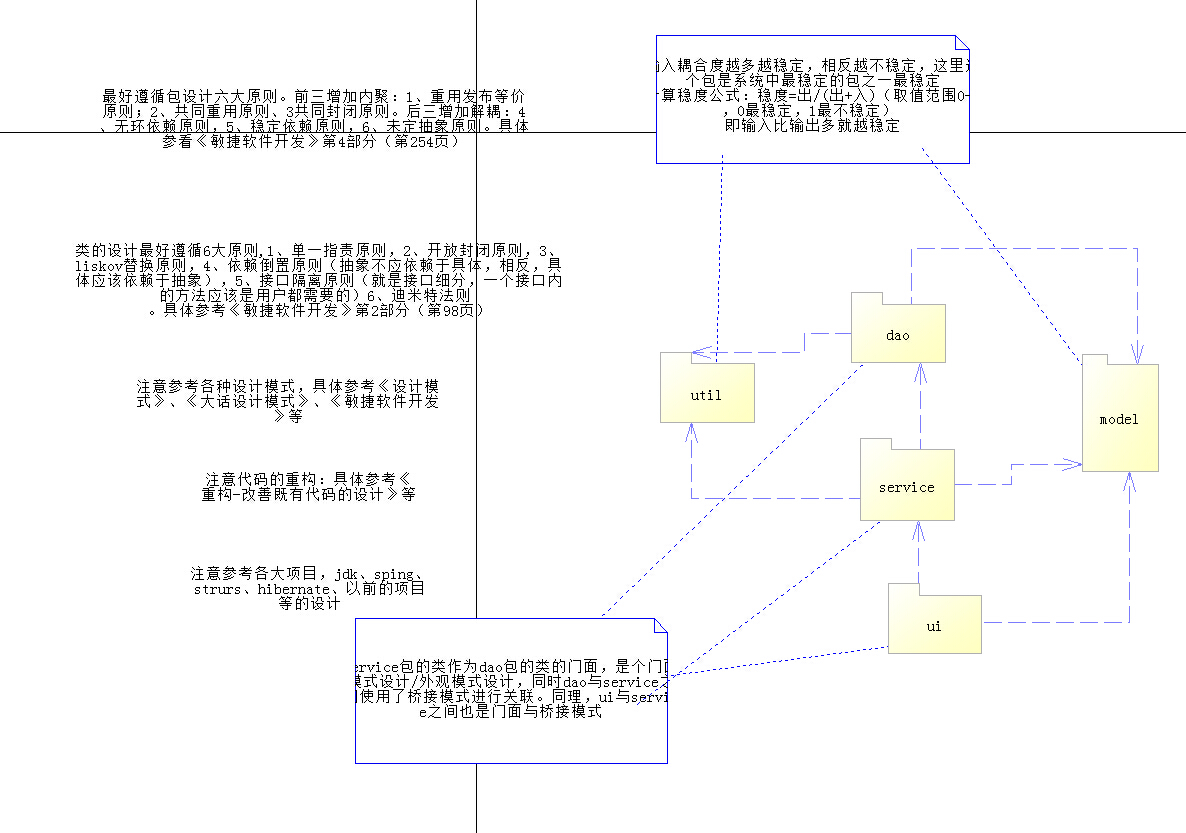 最好遵循包设计六大原则。前三增加内聚：1、重用发布等价
原则；2、共同重用原则、3共同封闭原则。后三增加解耦：4
、无环依赖原则，5、稳定依赖原则，6、未定抽象原则。具体
参看《敏捷软件开发》第4部分（第254页）
类的设计最好遵循6大原则,1、单一指责原则，2、开放封闭原则，3、
liskov替换原则，4、依赖倒置原则（抽象不应依赖于具体，相反，具
体应该依赖于抽象），5、接口隔离原则（就是接口细分，一个接口内
的方法应该是用户都需要的）6、迪米特法则
。具体参考《敏捷软件开发》第2部分（第98页）
注意参考各种设计模式，具体参考《设计模
式》、《大话设计模式》、《敏捷软件开发
》等
注意代码的重构：具体参考《
重构-改善既有代码的设计》等
注意参考各大项目，jdk、sping、
strurs、hibernate、以前的项目
等的设计
入耦合度越多越稳定，相反越不稳定，这里
个包是系统中最稳定的包之一最稳定
算稳度公式：稳度=出/(出+入)（取值范围0-
，0最稳定，1最不稳定）
即输入比输出多就越稳定
dao
util
model
service
ui
ervice包的类作为dao包的类的门面，是个门面
模式设计/外观模式设计，同时dao与service之
间使用了桥接模式进行关联。同理，ui与servic
e之间也是门面与桥接模式